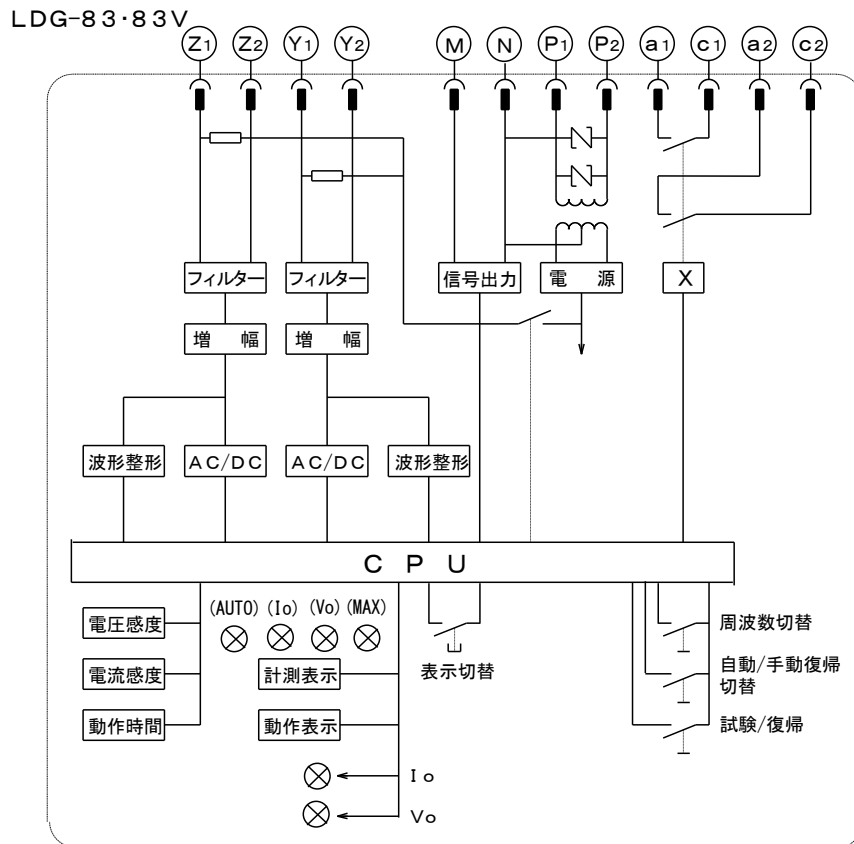 LDG-83・83V
Z1 Z2 Y1 Y2 M N P1 P2 a1 c1 a2 c2
フィルター フィルター 信号出力 電 源 X
増 幅 増 幅
波形整形 AC/DC AC/DC 波形整形
CPU
(AUTO) (Io) (Vo) (MAX)
電圧感度
周波数切替
表示切替
電流感度
計測表示
自動/手動復帰
切替
動作時間
動作表示
試験/復帰
Io
Vo